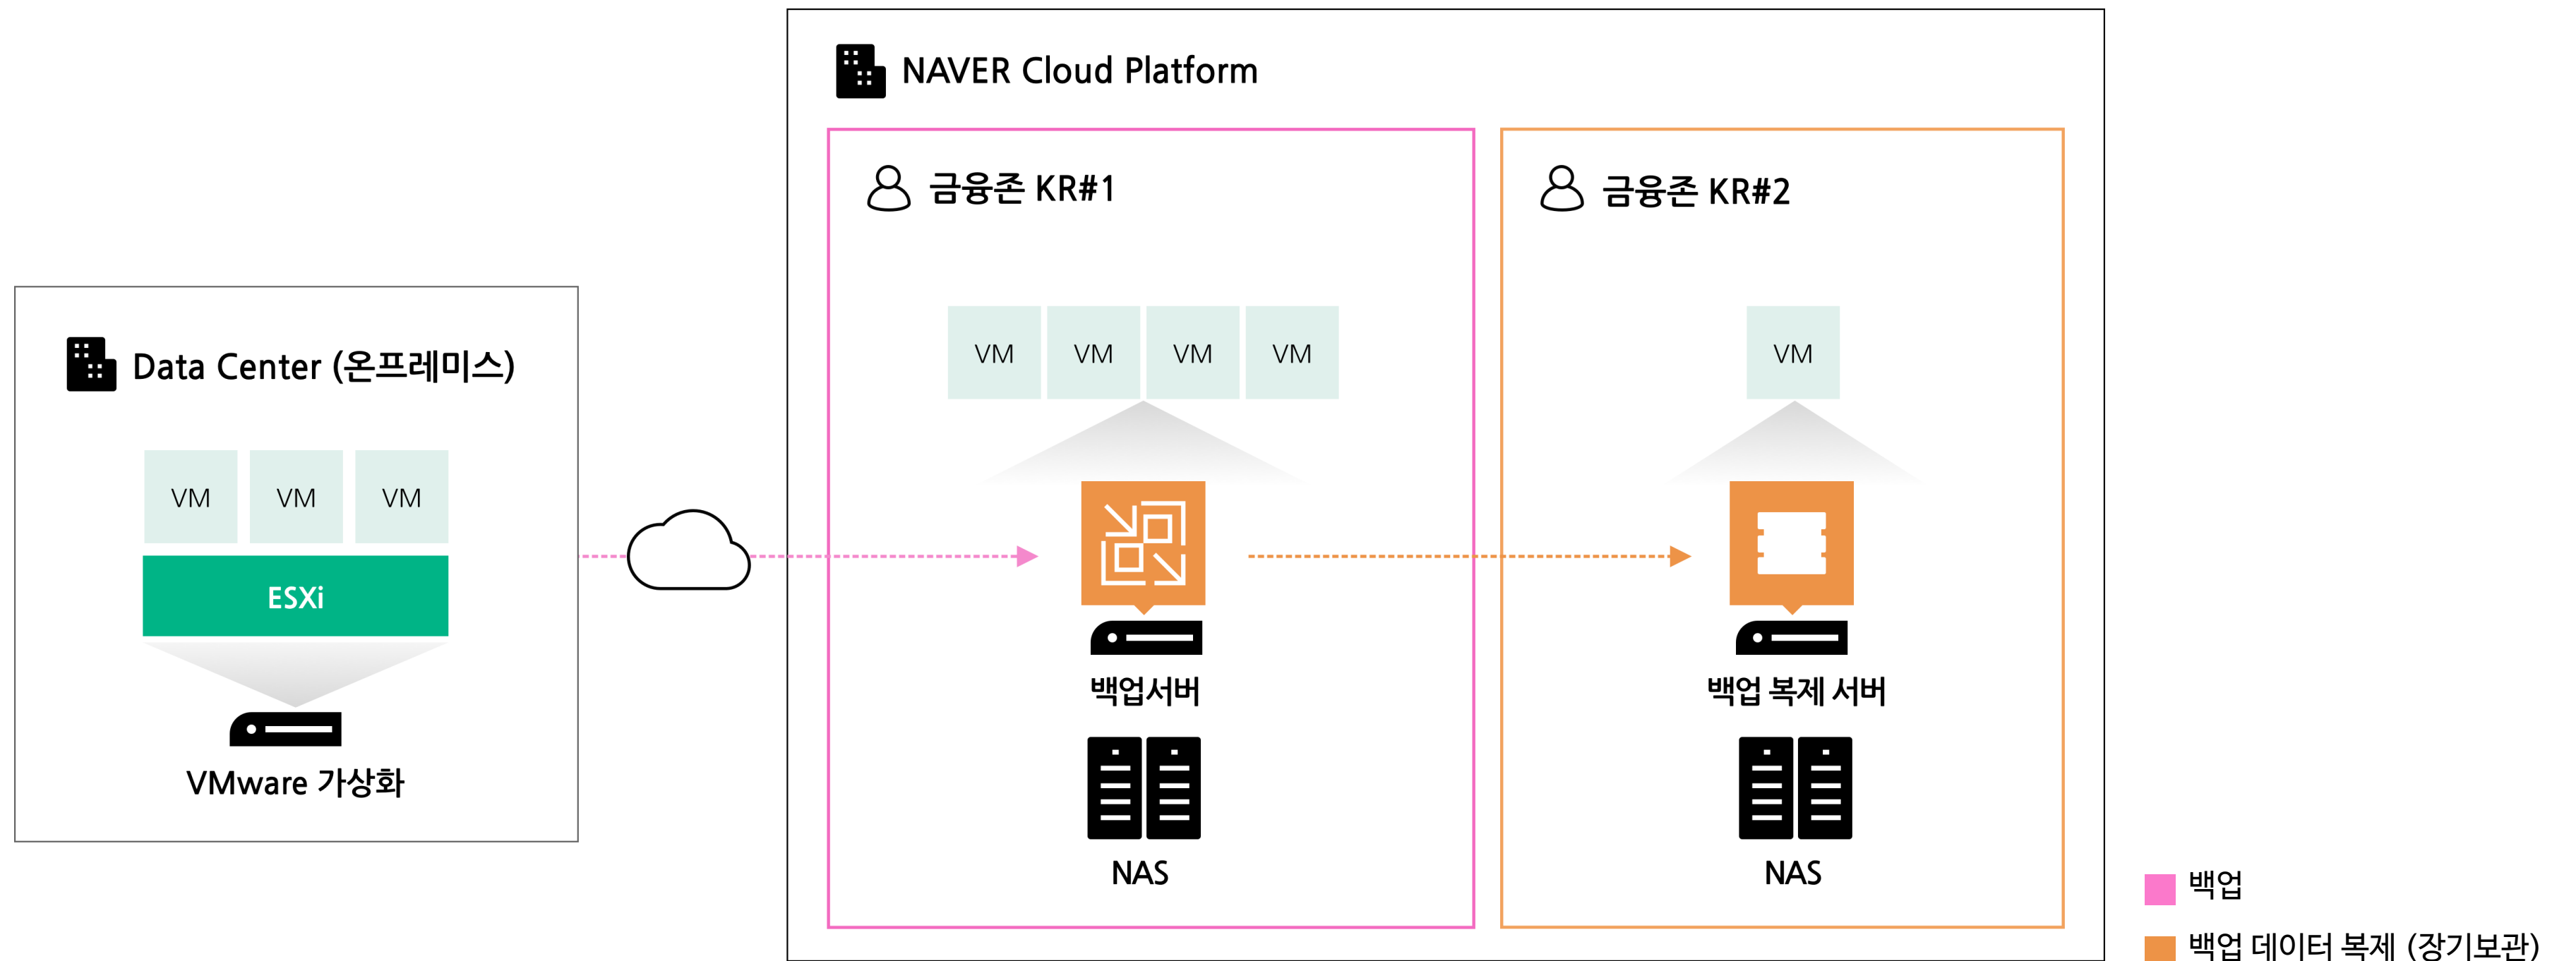 NAVER Cloud Platform
금융존 KR#1
금융존 KR#2
VM VM VM VM
VM
Data Center (온프레미스)
VM VM VM
ESXi
VMware 가상화
백업서버
백업 복제 서버
NAS
NAS
백업
백업 데이터 복제 (장기보관)